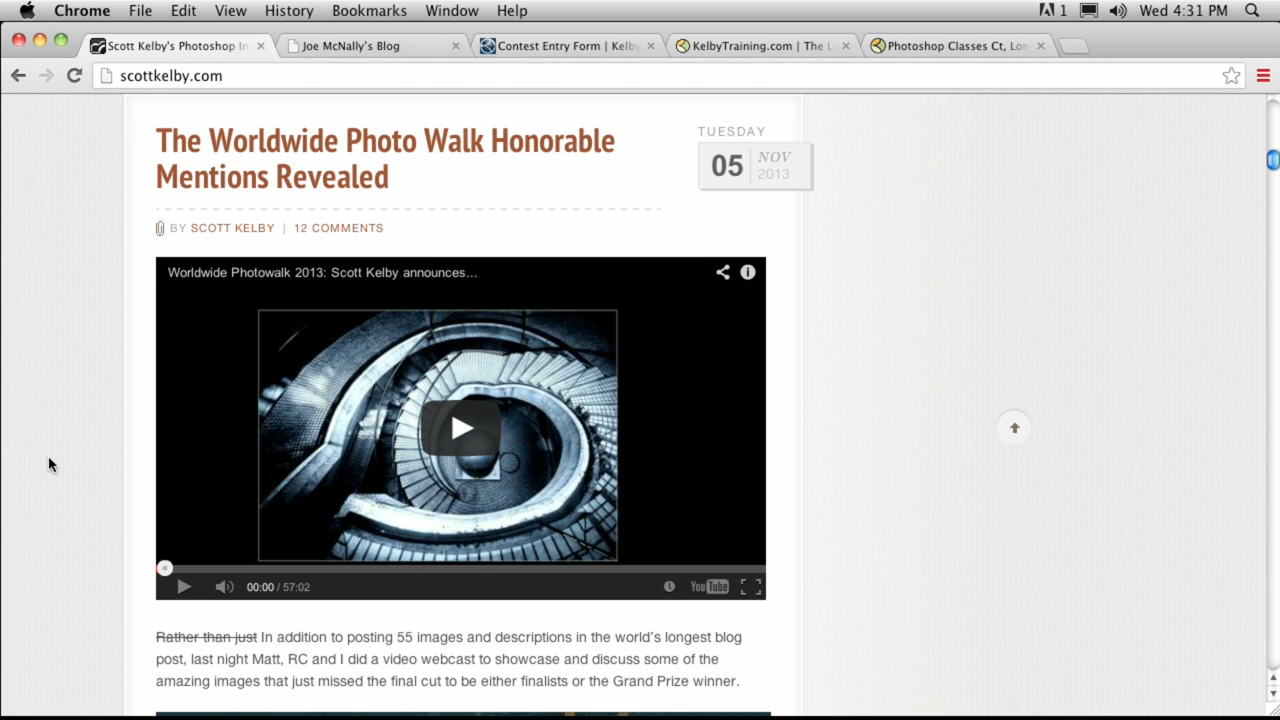 Chrome File Edit View History Bookmarks Window Help 1 Wed 4:31 PM
Scott Kelby's Photoshop In Joe McNally's Blog Contest Entry Form | Kelby KelbyTraining.com | The L Photoshop Classes Ct, Lon
scottkelby.com
The Worldwide Photo Walk Honorable
Mentions Revealed
TUESDAY
05 NOV
2013
BY SCOTT KELBY | 12 COMMENTS
Worldwide Photowalk 2013: Scott Kelby announces...
00:00 / 57:02 YouTube
Rather than just In addition to posting 55 images and descriptions in the world's longest blog
post, last night Matt, RC and I did a video webcast to showcase and discuss some of the
amazing images that just missed the final cut to be either finalists or the Grand Prize winner.